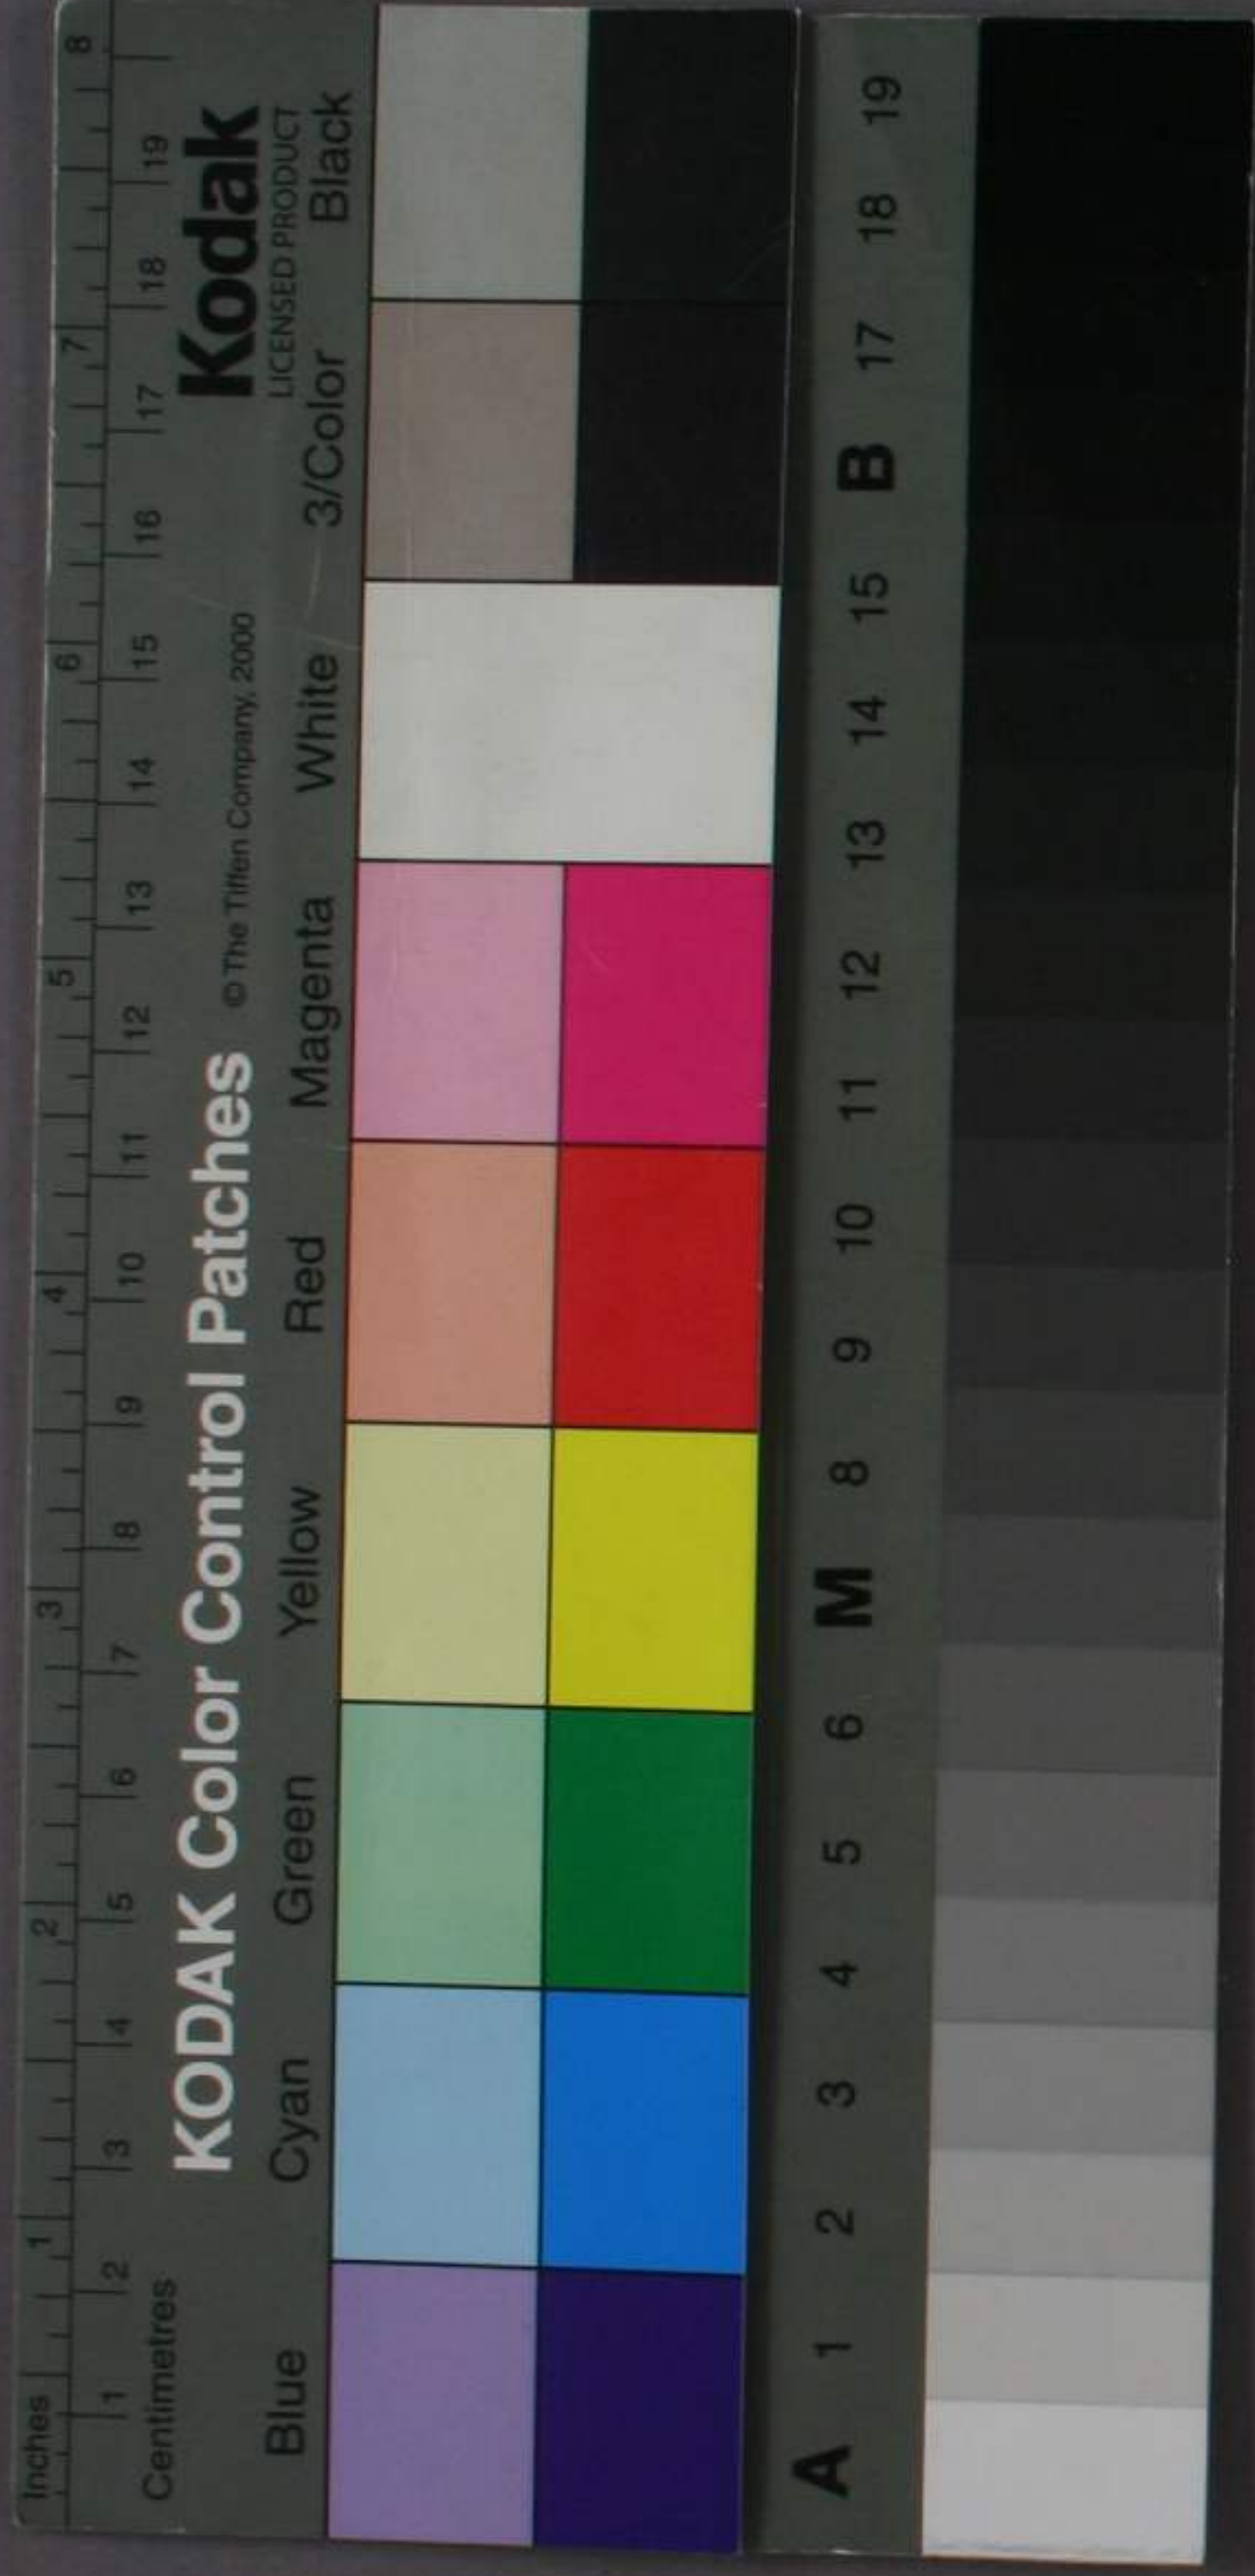 Inches 1 2 3 4 5 6 7 8
1 2 3 4 5 6 7 8 9 10 11 12 13 14 15 16 17 18 19
Centimetres
KODAK Color Control Patches © The Tiffen Company, 2000 Kodak
LICENSED PRODUCT
Blue Cyan Green Yellow Red Magenta White 3/Color Black
A 1 2 3 4 5 6 M 8 9 10 11 12 13 14 15 B 17 18 19